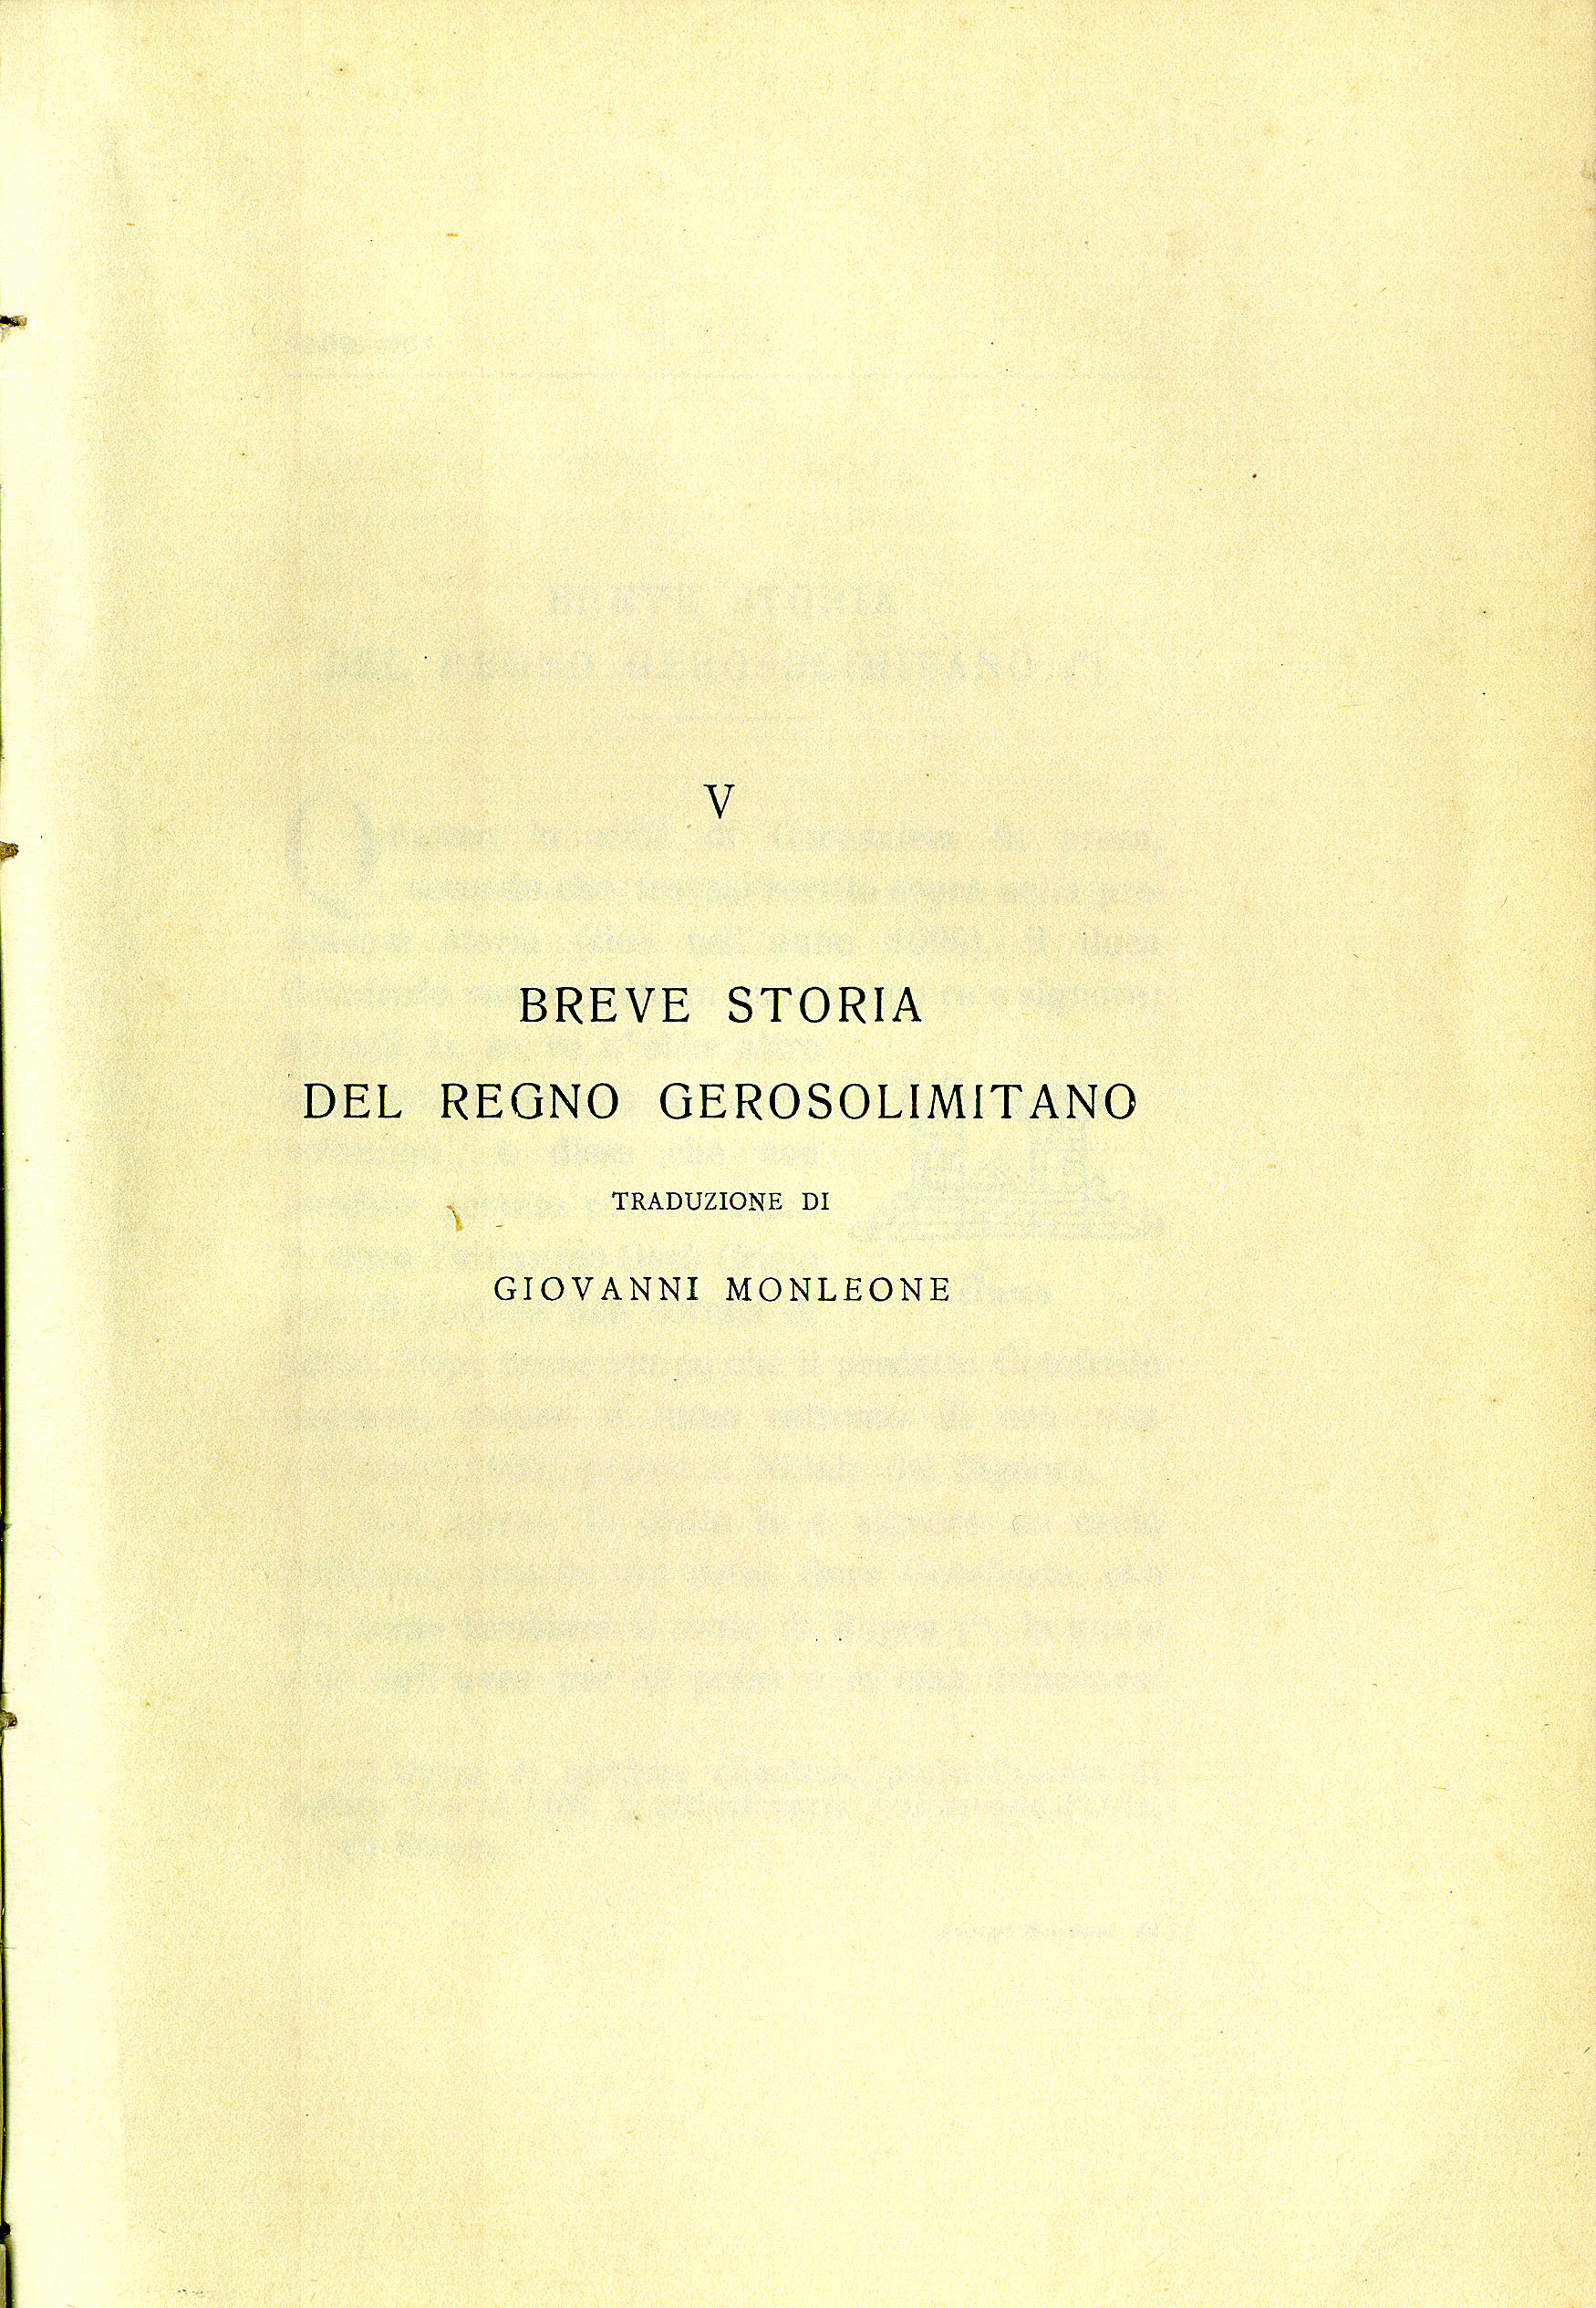 V
BREVE STORIA
DEL REGNO GEROSOLIMITANO
TRADUZIONE DI
GIOVANNI MONLEONE